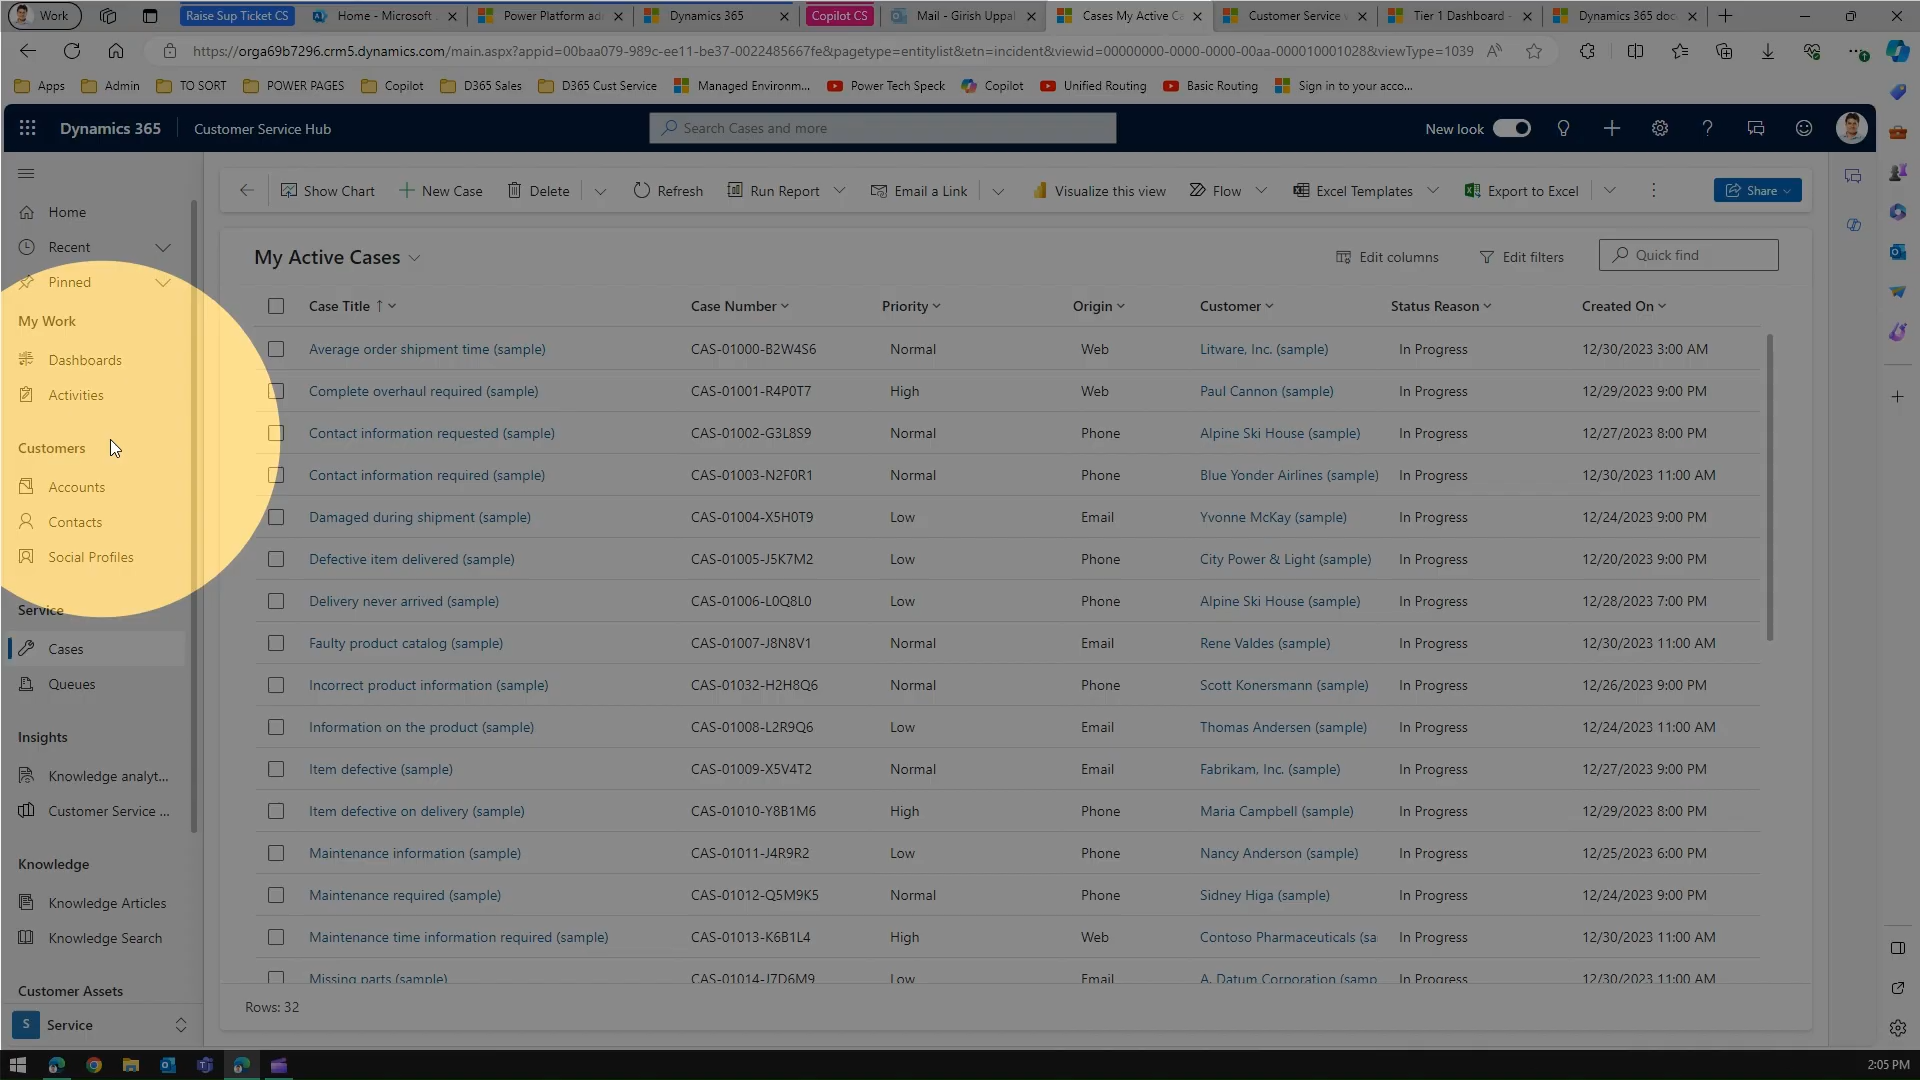 Work
Raise Sup Ticket CS
Home - Microsoft
Power Platform ad
Dynamics 365
Copilot CS
Mail - Girish Uppal
Cases My Active C
Customer Service
Tier 1 Dashboard -
Dynamics 365 doc
https://orga69b7296.crm5.dynamics.com/main.aspx?appid=00baa079-989c-ee11-be37-0022485667fe&pagetype=entitylist&etn=incident&viewid=00000000-0000-0000-00aa-000010001028&viewType=1039
Apps
Admin
TO SORT
POWER PAGES
Copilot
D365 Sales
D365 Cust Service
Managed Environm...
Power Tech Speck
Copilot
Unified Routing
Basic Routing
Sign in to your acco...
Dynamics 365
Customer Service Hub
Search Cases and more
New look
Show Chart
New Case
Delete
Refresh
Run Report
Email a Link
Visualize this view
Flow
Excel Templates
Export to Excel
Share
Home
Recent
Pinned
My Work
Dashboards
Activities
Customers
Accounts
Contacts
Social Profiles
Service
Cases
Queues
Insights
Knowledge analyt...
Customer Service ...
Knowledge
Knowledge Articles
Knowledge Search
Customer Assets
S Service
My Active Cases
Edit columns
Edit filters
Quick find
Case Title ↑ Case Number Priority Origin Customer Status Reason Created On
Average order shipment time (sample) CAS-01000-B2W4S6 Normal Web Litware, Inc. (sample) In Progress 12/30/2023 3:00 AM
Complete overhaul required (sample) CAS-01001-R4P0T7 High Web Paul Cannon (sample) In Progress 12/29/2023 9:00 PM
Contact information requested (sample) CAS-01002-G3L8S9 Normal Phone Alpine Ski House (sample) In Progress 12/27/2023 8:00 PM
Contact information required (sample) CAS-01003-N2F0R1 Normal Phone Blue Yonder Airlines (sample) In Progress 12/30/2023 11:00 AM
Damaged during shipment (sample) CAS-01004-X5H0T9 Low Email Yvonne McKay (sample) In Progress 12/24/2023 9:00 PM
Defective item delivered (sample) CAS-01005-J5K7M2 Low Phone City Power & Light (sample) In Progress 12/20/2023 9:00 PM
Delivery never arrived (sample) CAS-01006-L0Q8L0 Low Phone Alpine Ski House (sample) In Progress 12/28/2023 7:00 PM
Faulty product catalog (sample) CAS-01007-J8N8V1 Normal Email Rene Valdes (sample) In Progress 12/30/2023 11:00 AM
Incorrect product information (sample) CAS-01032-H2H8Q6 Normal Phone Scott Konersmann (sample) In Progress 12/26/2023 9:00 PM
Information on the product (sample) CAS-01008-L2R9Q6 Low Email Thomas Andersen (sample) In Progress 12/24/2023 11:00 AM
Item defective (sample) CAS-01009-X5V4T2 Normal Email Fabrikam, Inc. (sample) In Progress 12/27/2023 9:00 PM
Item defective on delivery (sample) CAS-01010-Y8B1M6 High Phone Maria Campbell (sample) In Progress 12/29/2023 8:00 PM
Maintenance information (sample) CAS-01011-J4R9R2 Low Phone Nancy Anderson (sample) In Progress 12/25/2023 6:00 PM
Maintenance required (sample) CAS-01012-Q5M9K5 Normal Phone Sidney Higa (sample) In Progress 12/24/2023 9:00 PM
Maintenance time information required (sample) CAS-01013-K6B1L4 High Web Contoso Pharmaceuticals (sa In Progress 12/30/2023 11:00 AM
Missing parts (sample) CAS-01014-J7D6M9 Low Email A. Datum Corporation (samp In Progress 12/30/2023 11:00 AM
Rows: 32
2:05 PM